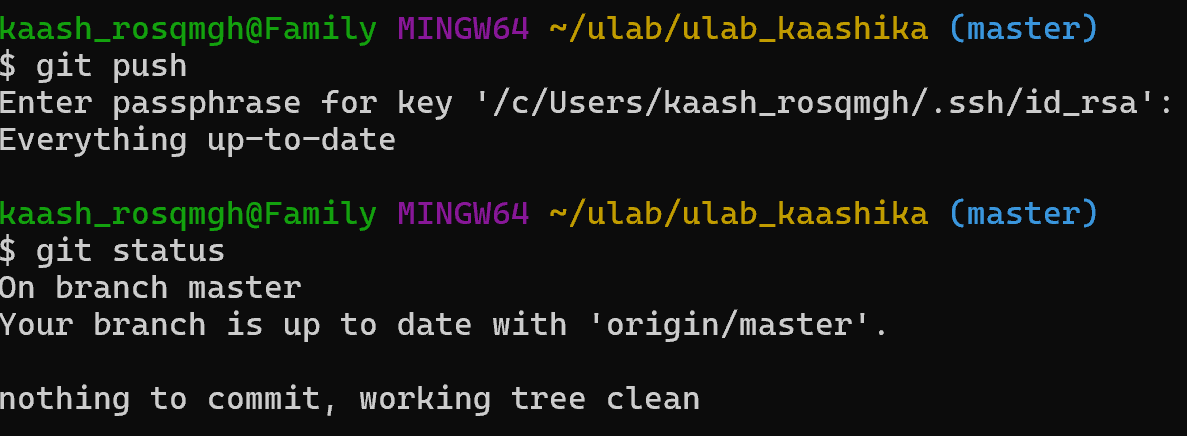 kaash_rosqmgh@Family MINGW64 ~/ulab/ulab_kaashika (master)
$ git push
Enter passphrase for key '/c/Users/kaash_rosqmgh/.ssh/id_rsa':
Everything up-to-date
kaash_rosqmgh@Family MINGW64 ~/ulab/ulab_kaashika (master)
$ git status
On branch master
Your branch is up to date with 'origin/master'.
nothing to commit, working tree clean